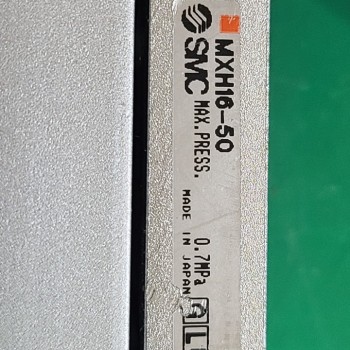 MXH16-50
SMC MAX.PRESS. 0.7MPa
MADE IN JAPAN